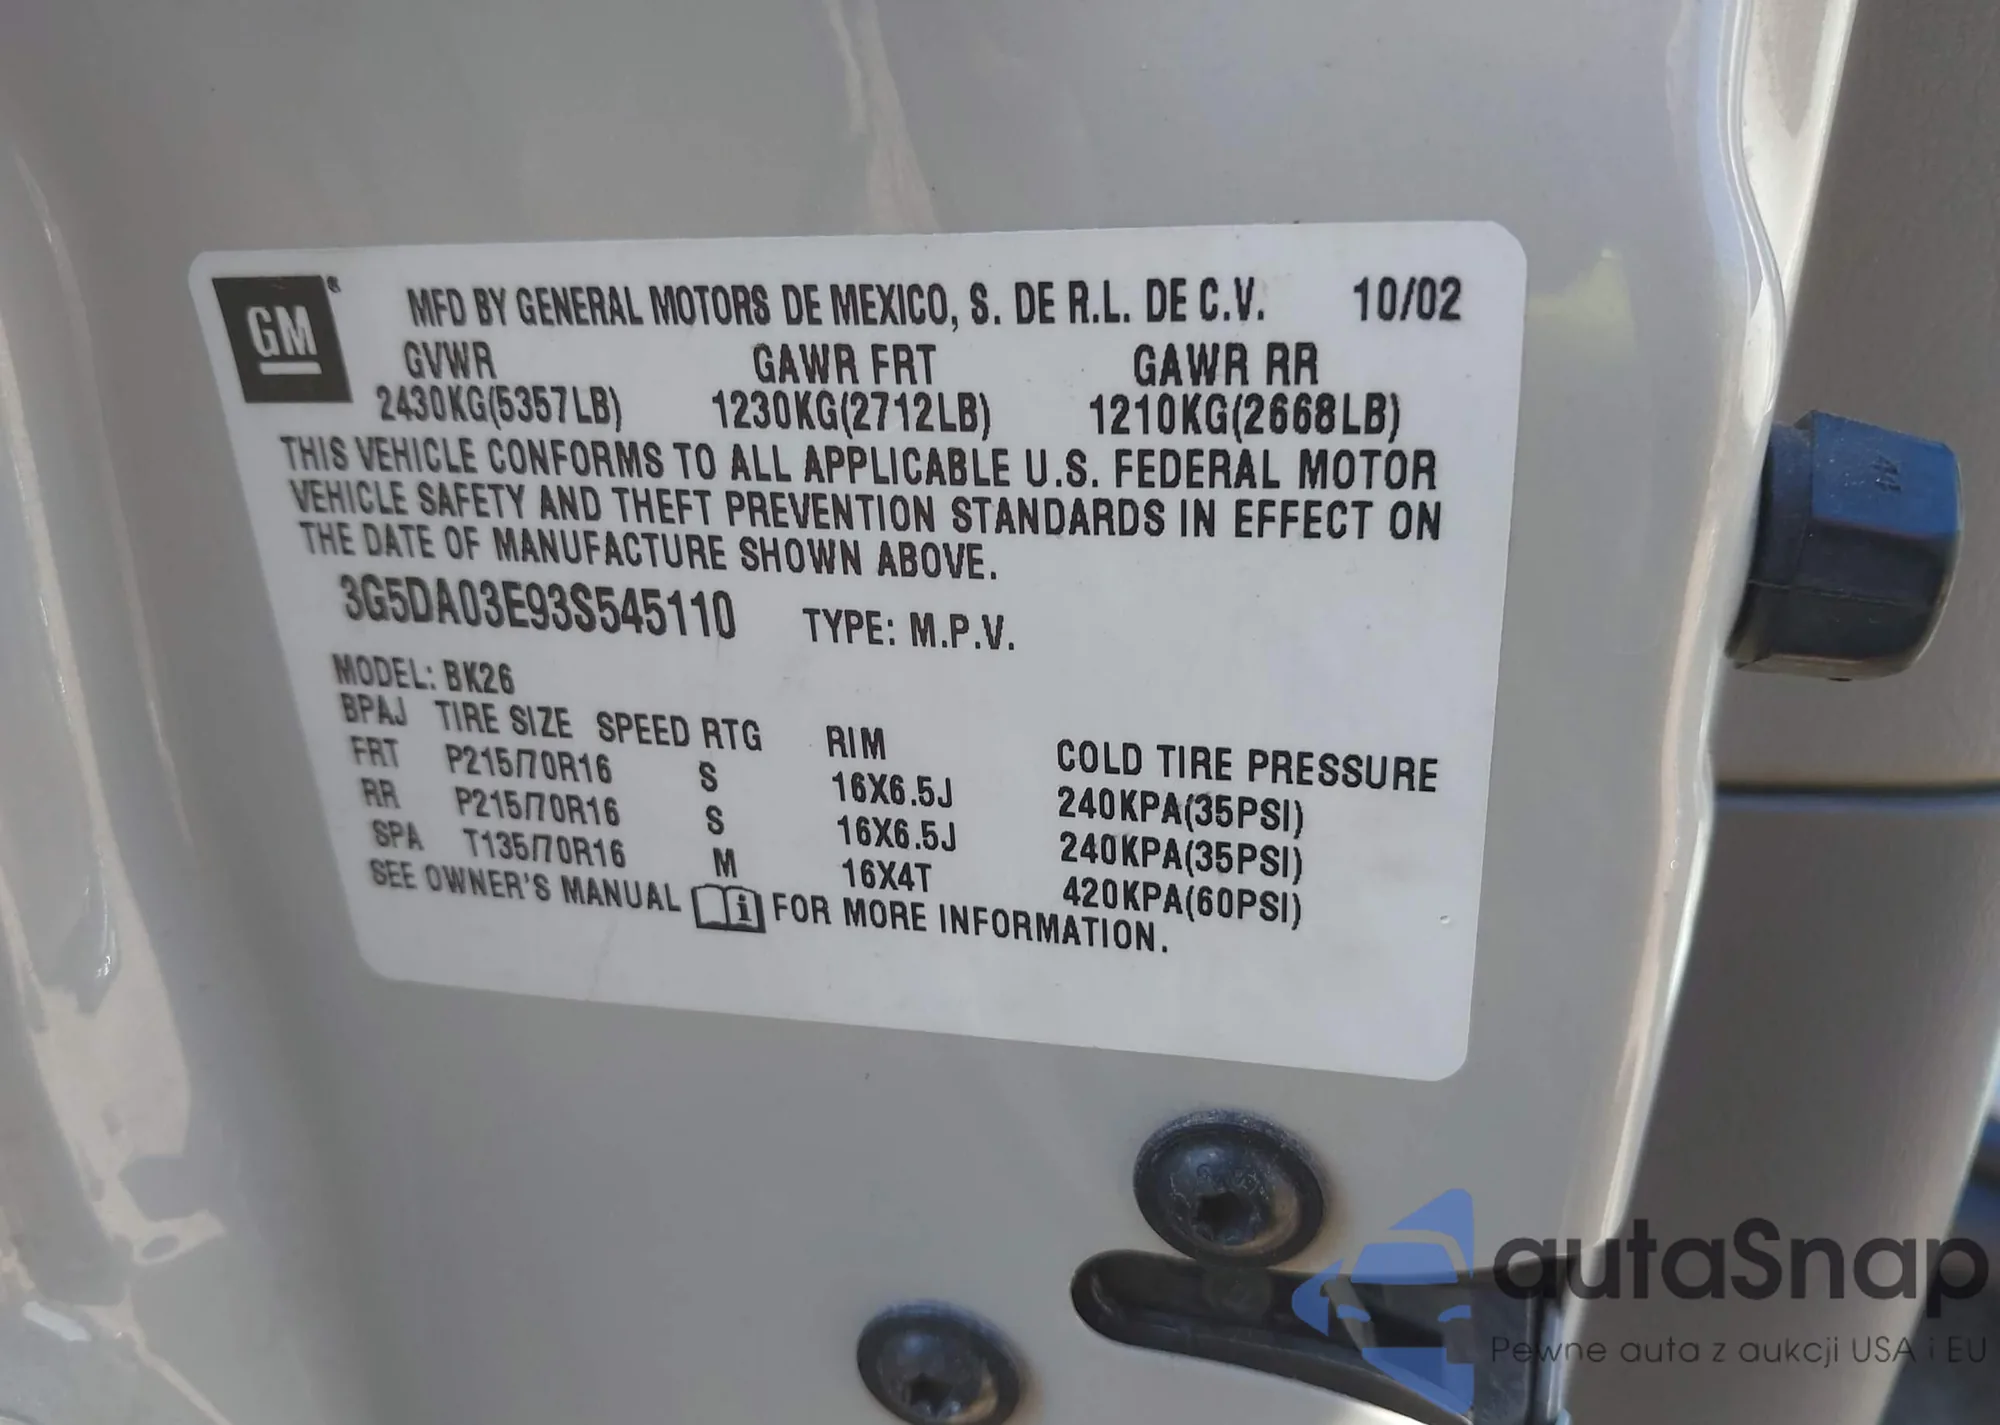 GM ® MFD BY GENERAL MOTORS DE MEXICO, S. DE R.L. DE C.V. 10/02
GVWR GAWR FRT GAWR RR
2430KG(5357LB) 1230KG(2712LB) 1210KG(2668LB)
THIS VEHICLE CONFORMS TO ALL APPLICABLE U.S. FEDERAL MOTOR
VEHICLE SAFETY AND THEFT PREVENTION STANDARDS IN EFFECT ON
THE DATE OF MANUFACTURE SHOWN ABOVE.
3G5DA03E93S545110 TYPE: M.P.V.
MODEL: BK26
BPAJ TIRE SIZE SPEED RTG RIM COLD TIRE PRESSURE
FRT P215/70R16 S 16X6.5J 240KPA(35PSI)
RR P215/70R16 S 16X6.5J 240KPA(35PSI)
SPA T135/70R16 M 16X4T 420KPA(60PSI)
SEE OWNER'S MANUAL FOR MORE INFORMATION.
autaSnap
Pewne auta z aukcji USA i EU